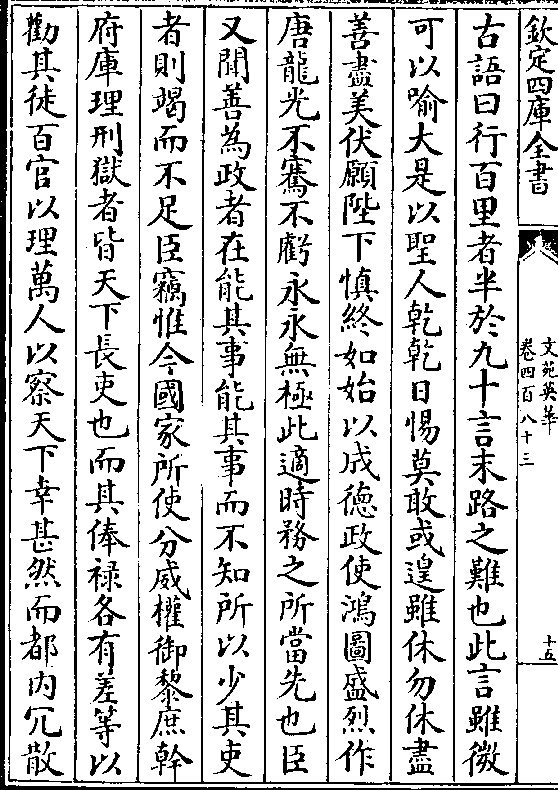 欽定四庫全書
文苑英華
卷四百八十三
十五
古語曰行百里者半於九十言末路之難也此言雖微
可以喻大是以聖人乾乾日惕莫敢或遑雖休勿休盡
善盡美伏願陛下慎終如始以成德政使鴻圖盛烈作
唐龍光不騫不虧永永無極此適時務之所當先也臣
又聞善為政者在能其事能其事而不知所以少其吏
者則竭而不足臣竊惟今國家所使分威權御黎庶幹
府庫理刑獄者皆天下長吏也而其俸祿各有差等以
勸其徒百官以理萬人以察天下幸甚然而都内冗散